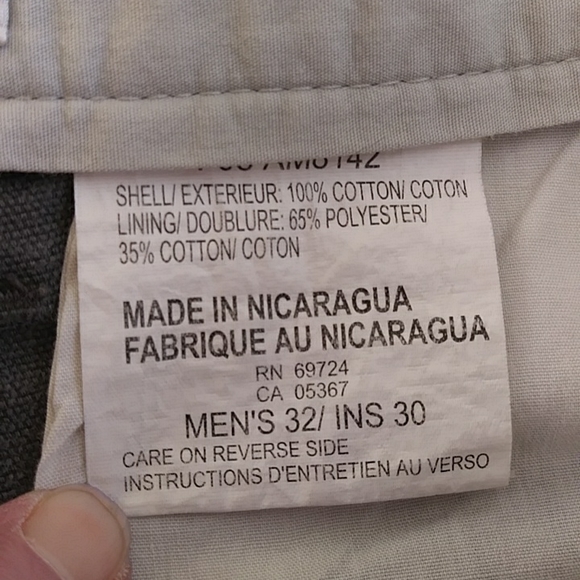 SHELL/ EXTERIEUR: 100% COTTON/ COTON
LINING/ DOUBLURE: 65% POLYESTER/
35% COTTON/ COTON
MADE IN NICARAGUA
FABRIQUE AU NICARAGUA
RN 69724
CA 05367
MEN'S 32/ INS 30
CARE ON REVERSE SIDE
INSTRUCTIONS D'ENTRETIEN AU VERSO